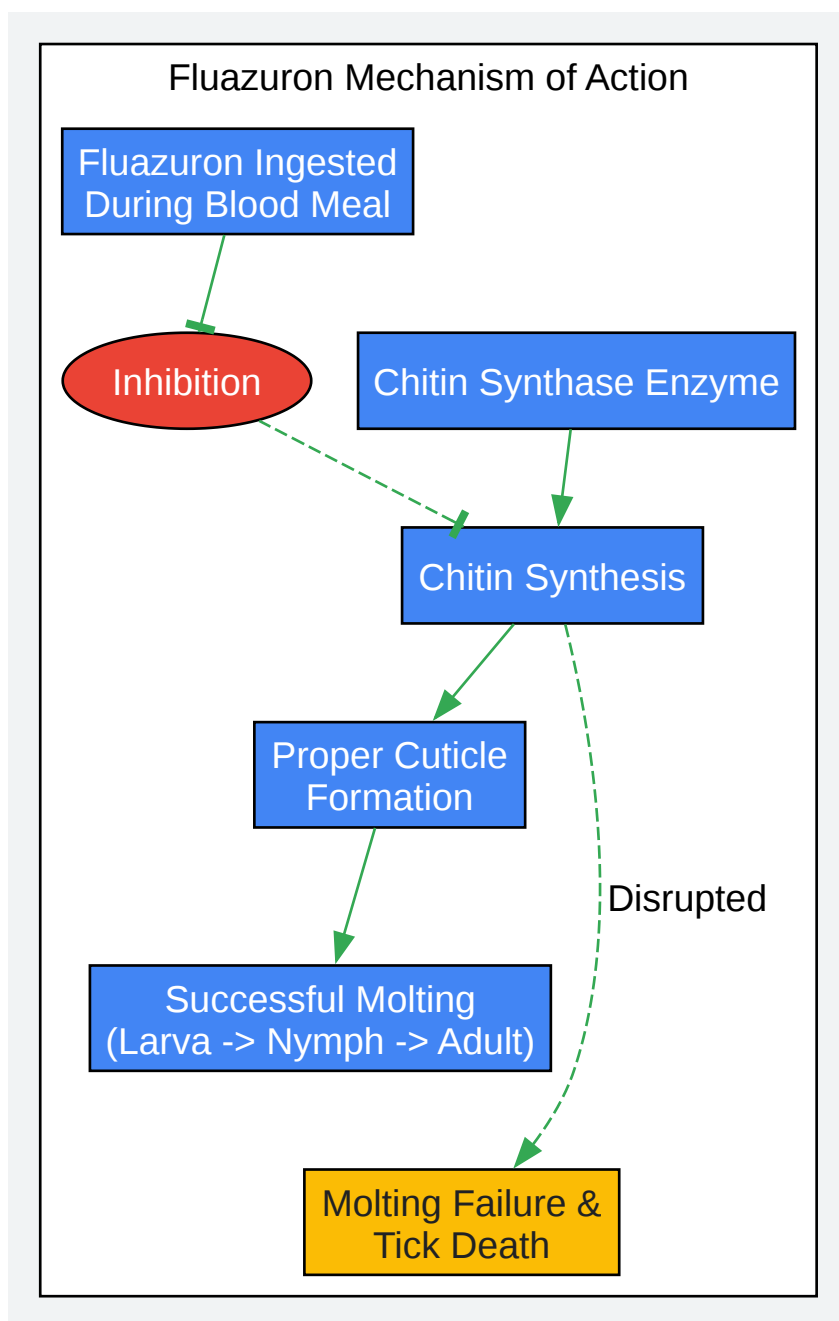 Fluazuron Mechanism of Action
Fluazuron Ingested
During Blood Meal
Inhibition
Chitin Synthase Enzyme
Chitin Synthesis
Proper Cuticle
Formation
Disrupted
Successful Molting
(Larva -> Nymph -> Adult)
Molting Failure &
Tick Death